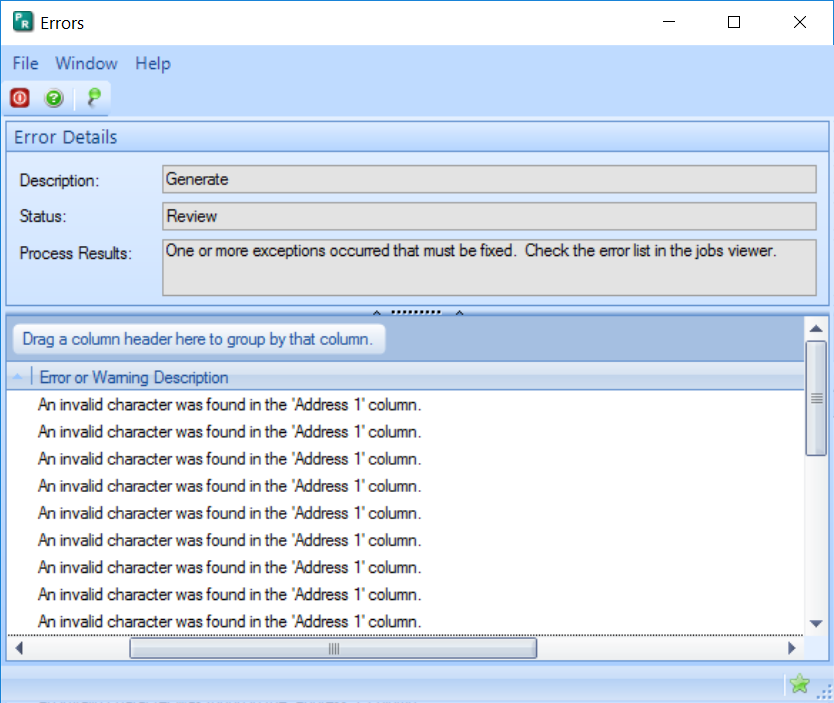 PR Errors
File Window Help
Error Details
Description: Generate
Status: Review
Process Results: One or more exceptions occurred that must be fixed.  Check the error list in the jobs viewer.
Drag a column header here to group by that column.
Error or Warning Description
An invalid character was found in the 'Address 1' column.
An invalid character was found in the 'Address 1' column.
An invalid character was found in the 'Address 1' column.
An invalid character was found in the 'Address 1' column.
An invalid character was found in the 'Address 1' column.
An invalid character was found in the 'Address 1' column.
An invalid character was found in the 'Address 1' column.
An invalid character was found in the 'Address 1' column.
An invalid character was found in the 'Address 1' column.